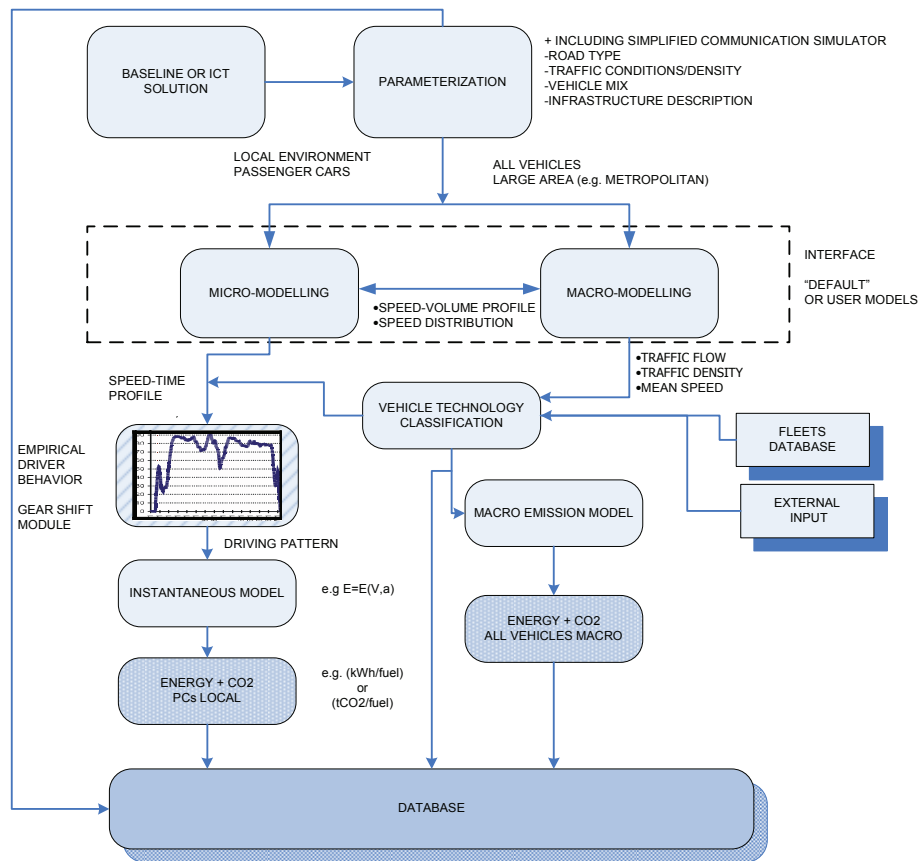 + INCLUDING SIMPLIFIED COMMUNICATION SIMULATOR
-ROAD TYPE
-TRAFFIC CONDITIONS/DENSITY
-VEHICLE MIX
-INFRASTRUCTURE DESCRIPTION
BASELINE OR ICT
SOLUTION
PARAMETERIZATION
LOCAL ENVIRONMENT
PASSENGER CARS
ALL VEHICLES
LARGE AREA (e.g. METROPOLITAN)
INTERFACE
"DEFAULT"
OR USER MODELS
MICRO-MODELLING
MACRO-MODELLING
•SPEED-VOLUME PROFILE
•SPEED DISTRIBUTION
•TRAFFIC FLOW
•TRAFFIC DENSITY
•MEAN SPEED
SPEED-TIME
PROFILE
VEHICLE TECHNOLOGY
CLASSIFICATION
FLEETS
DATABASE
EXTERNAL
INPUT
EMPIRICAL
DRIVER
BEHAVIOR
GEAR SHIFT
MODULE
MACRO EMISSION MODEL
DRIVING PATTERN
INSTANTANEOUS MODEL
e.g E=E(V,a)
ENERGY + CO2
ALL VEHICLES MACRO
ENERGY + CO2
PCs LOCAL
e.g. (kWh/fuel)
or
(tCO2/fuel)
DATABASE